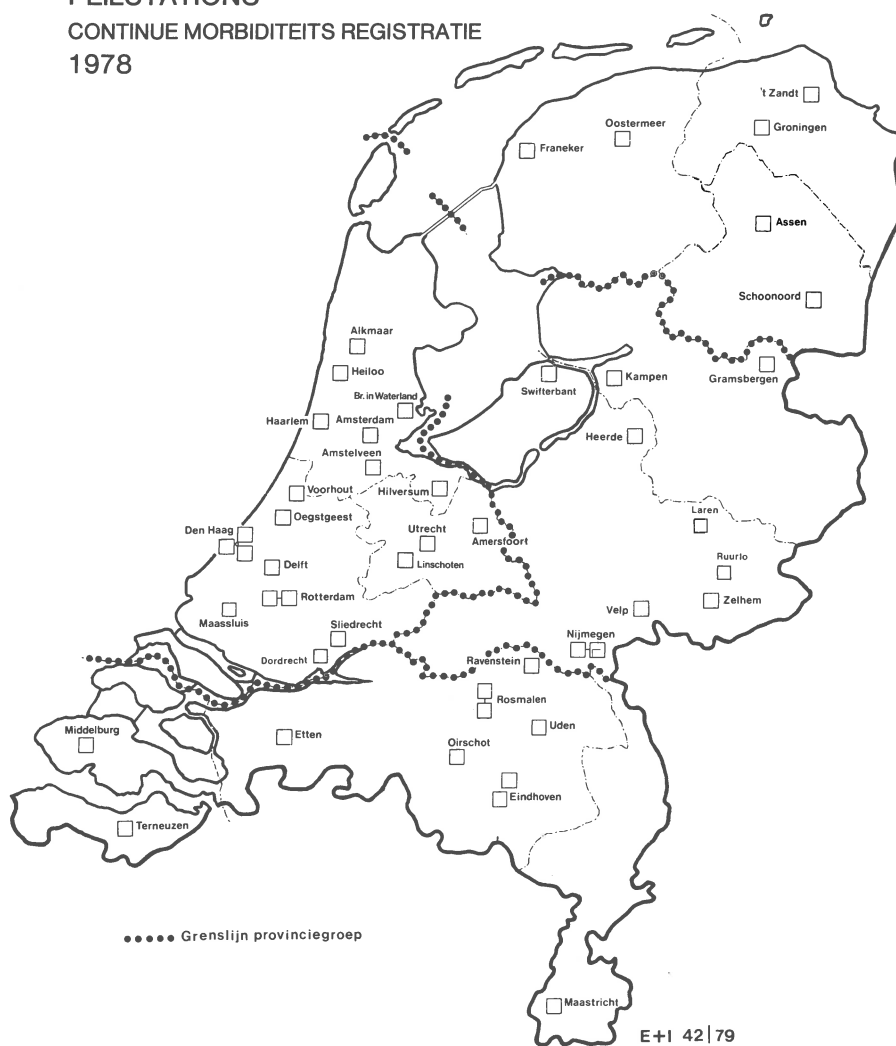 PEILSTATIONS
CONTINUE MORBIDITEITS REGISTRATIE
1978
't Zandt
Groningen
Oostermeer
Franeker
Assen
Schoonoord
Alkmaar
Heiloo
Br. in Waterland
Swifterbant
Kampen
Gramsbergen
Haarlem
Amsterdam
Heerde
Amstelveen
Voorhout
Hilversum
Oegstgeest
Laren
Den Haag
Utrecht
Amersfoort
Delft
Linschoten
Ruurlo
Rotterdam
Zelhem
Maassluis
Velp
Sliedrecht
Nijmegen
Dordrecht
Ravenstein
Rosmalen
Middelburg
Etten
Uden
Oirschot
Eindhoven
Terneuzen
Grenslijn provinciegroep
Maastricht
E+I 42|79